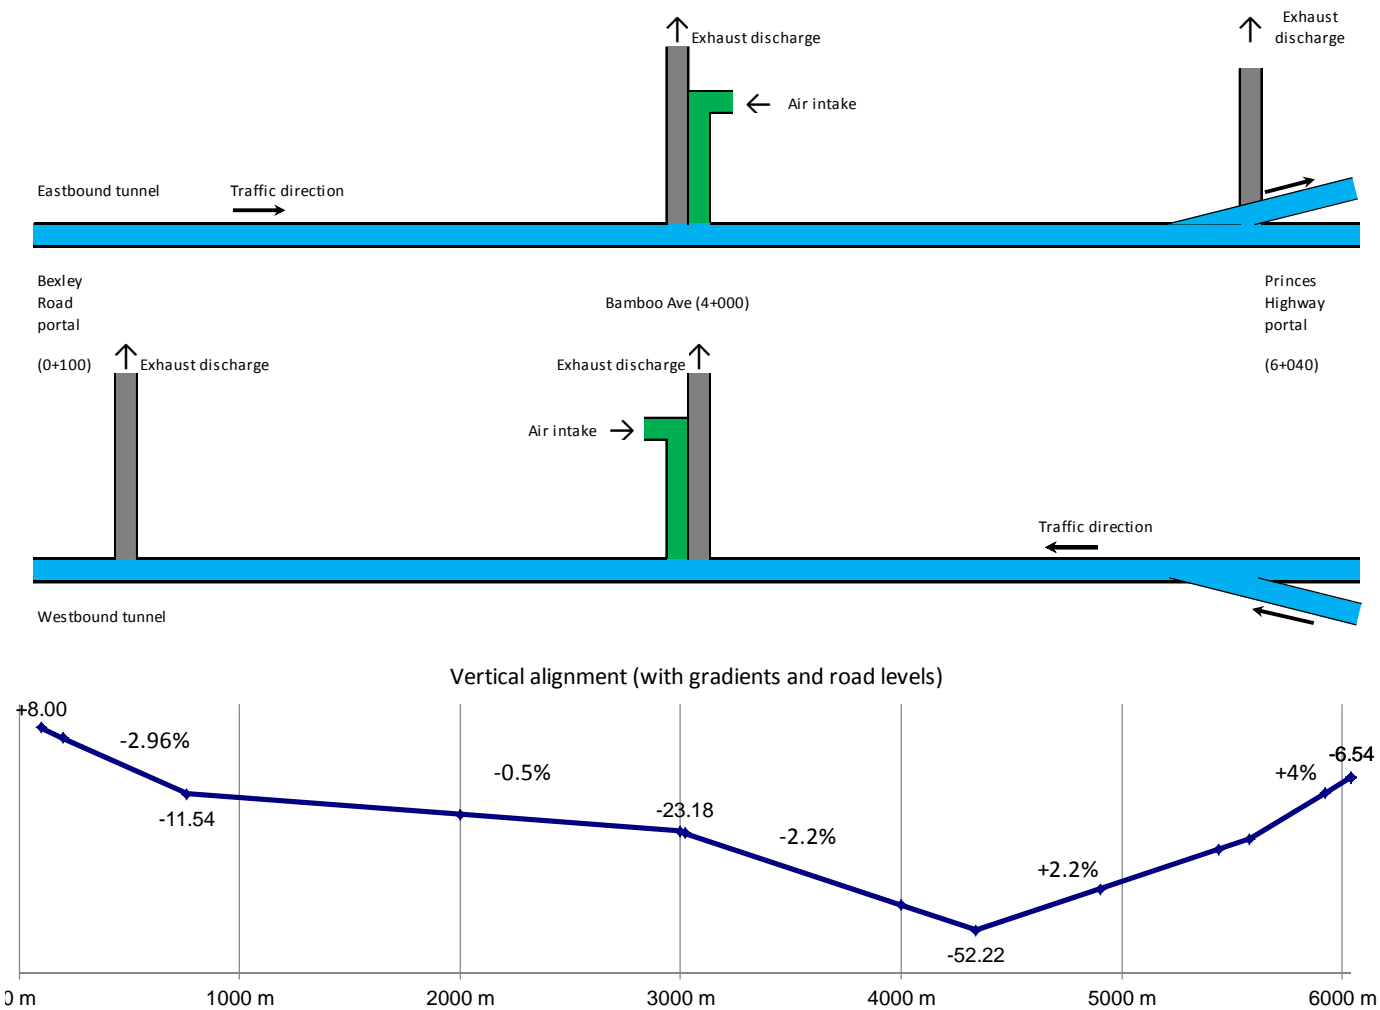 Exhaust discharge
Exhaust
discharge
Air intake
Eastbound tunnel
Traffic direction
Bexley
Road
portal
(0+100)
Bamboo Ave (4+000)
Princes
Highway
portal
(6+040)
Exhaust discharge
Exhaust discharge
Air intake
Traffic direction
Westbound tunnel
Vertical alignment (with gradients and road levels)
+8.00
-2.96%
-11.54
-0.5%
-23.18
-2.2%
-52.22
+2.2%
+4%
-6.54
0 m
1000 m
2000 m
3000 m
4000 m
5000 m
6000 m